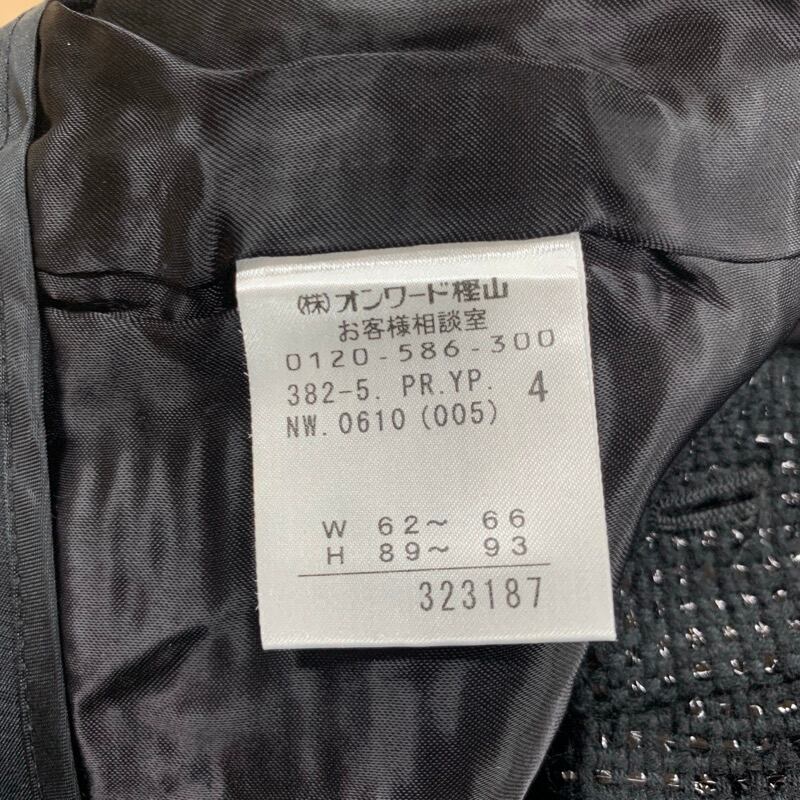 (株)オンワード樫山
お客様相談室
0120-586-300
382-5. PR.YP. 4
NW.0610(005)
W 62～ 66
H 89～ 93
323187